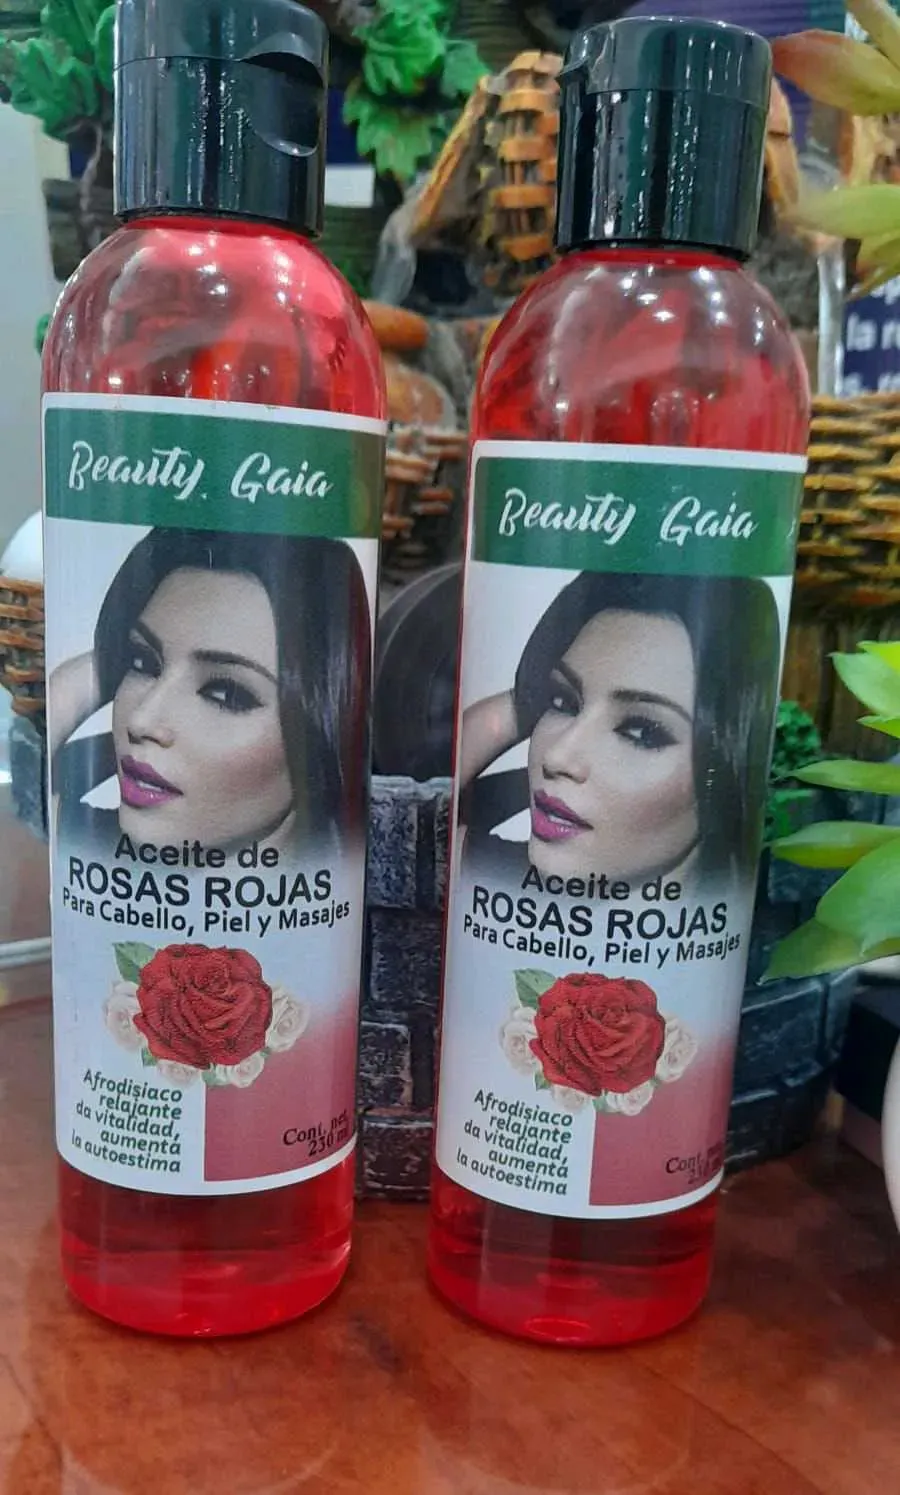 Beauty Gaia
Aceite de
ROSAS ROJAS
Para Cabello, Piel y Masajes
Afrodisiaco
relajante
da vitalidad,
aumenta
la autoestima
Cont. net.
230 ml
Beauty Gaia
Aceite de
ROSAS ROJAS
Para Cabello, Piel y Masajes
Afrodisiaco
relajante
da vitalidad,
aumenta
la autoestima
la